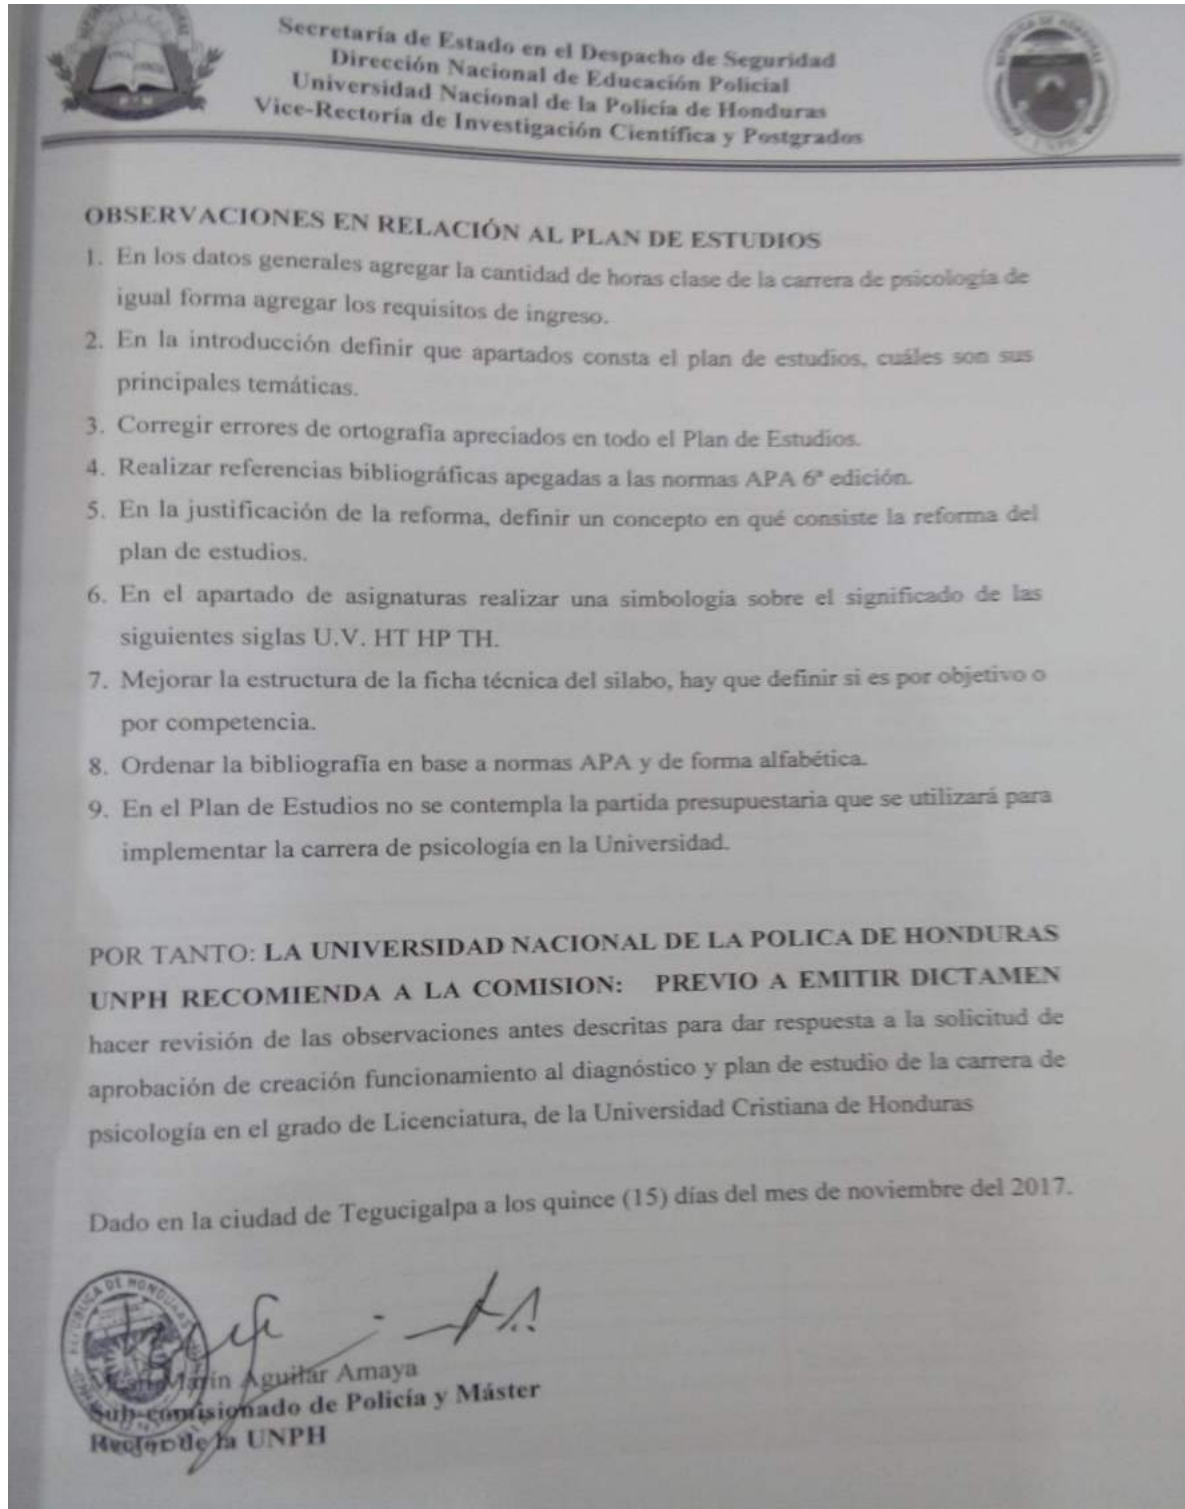 Secretaría de Estado en el Despacho de Seguridad
Dirección Nacional de Educación Policial
Universidad Nacional de la Policía de Honduras
Vice-Rectoría de Investigación Científica y Postgrados
OBSERVACIONES EN RELACIÓN AL PLAN DE ESTUDIOS
1. En los datos generales agregar la cantidad de horas clase de la carrera de psicología de
igual forma agregar los requisitos de ingreso.
2. En la introducción definir que apartados consta el plan de estudios, cuáles son sus
principales temáticas.
3. Corregir errores de ortografía apreciados en todo el Plan de Estudios.
4. Realizar referencias bibliográficas apegadas a las normas APA 6ª edición.
5. En la justificación de la reforma, definir un concepto en qué consiste la reforma del
plan de estudios.
6. En el apartado de asignaturas realizar una simbología sobre el significado de las
siguientes siglas U.V. HT HP TH.
7. Mejorar la estructura de la ficha técnica del silabo, hay que definir si es por objetivo o
por competencia.
8. Ordenar la bibliografía en base a normas APA y de forma alfabética.
9. En el Plan de Estudios no se contempla la partida presupuestaria que se utilizará para
implementar la carrera de psicología en la Universidad.
POR TANTO: LA UNIVERSIDAD NACIONAL DE LA POLICA DE HONDURAS
UNPH RECOMIENDA A LA COMISION: PREVIO A EMITIR DICTAMEN
hacer revisión de las observaciones antes descritas para dar respuesta a la solicitud de
aprobación de creación funcionamiento al diagnóstico y plan de estudio de la carrera de
psicología en el grado de Licenciatura, de la Universidad Cristiana de Honduras
Dado en la ciudad de Tegucigalpa a los quince (15) días del mes de noviembre del 2017.
REPÚBLICA DE HONDURAS
Marín Aguilar Amaya
Sub-comisionado de Policía y Máster
Rector de la UNPH